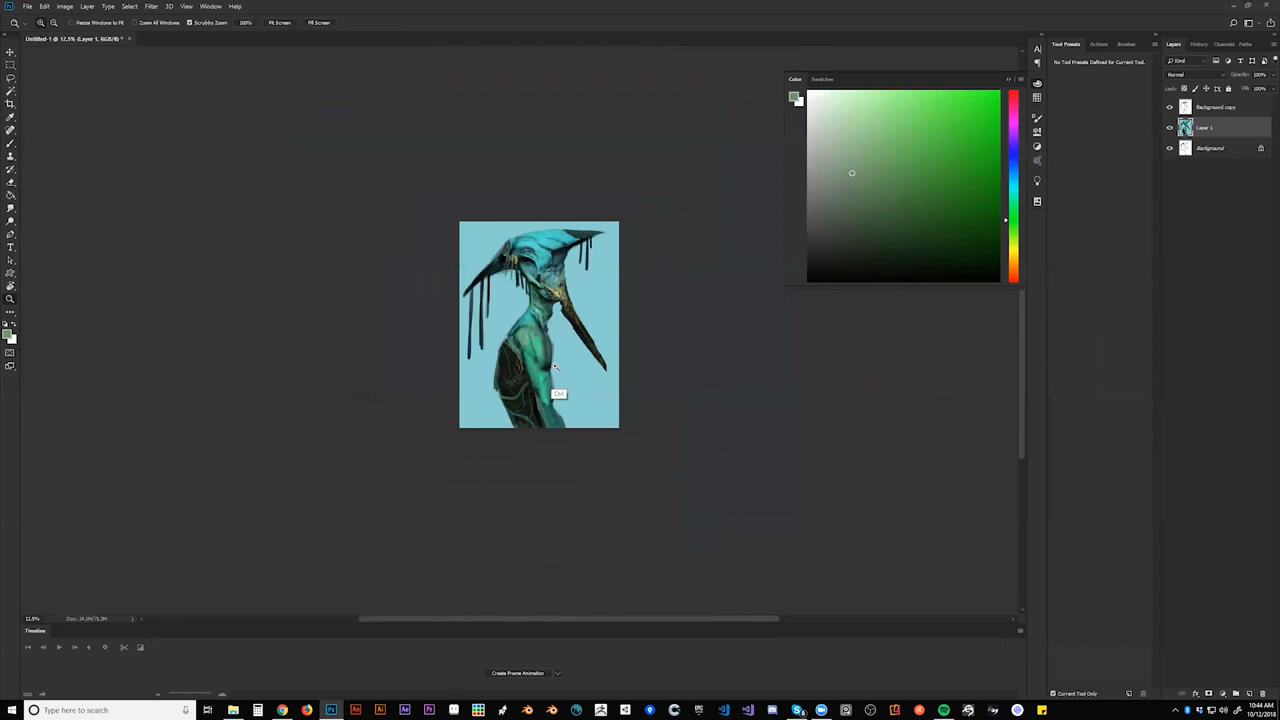 File Edit Image Layer Type Select Filter 3D View Window Help
Resize Windows to Fit Zoom All Windows Scrubby Zoom 100% Fit Screen Fill Screen
Untitled-1 @ 12.5% (Layer 1, RGB/8) * ×
Tool Presets Actions Brushes
Layers History Channels Paths
No Tool Presets Defined for Current Tool.
Kind
Normal Opacity: 100%
Lock: Fill: 100%
Color Swatches
Background copy
Layer 1
Background
Ctrl
12.5%
Timeline
Create Frame Animation
Current Tool Only
Type here to search
10:44 AM
10/12/2018